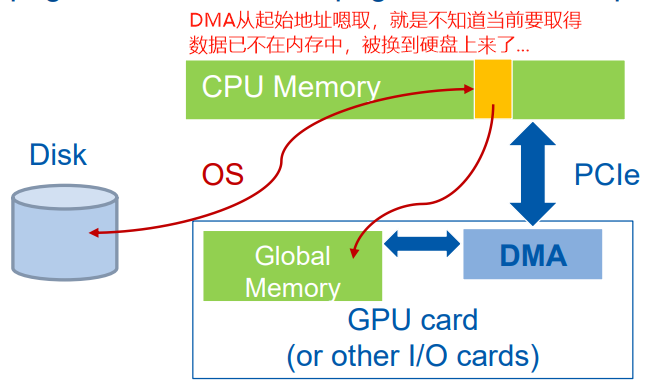 DMA从起始地址嗯取，就是不知道当前要取得
数据已不在内存中，被换到硬盘上来了...
CPU Memory
Disk
OS
PCIe
Global
Memory
DMA
GPU card
(or other I/O cards)